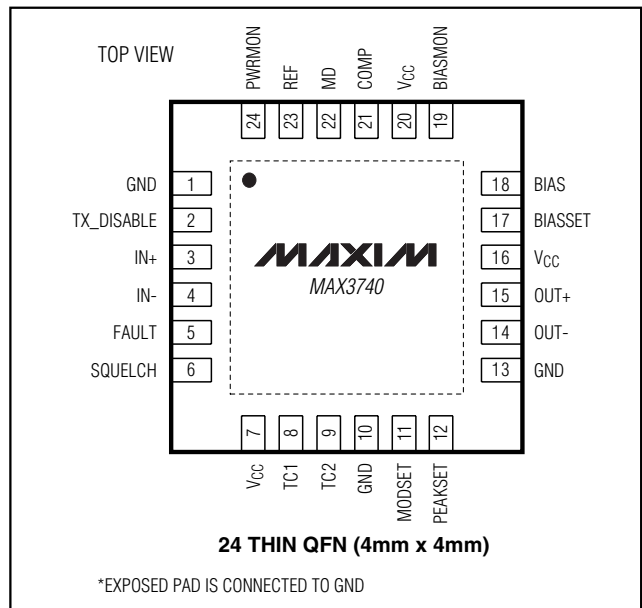 TOP VIEW
PWRMON
REF
MD
COMP
VCC
BIASMON
24
23
22
21
20
19
GND 1
TX_DISABLE 2
IN+ 3
IN- 4
FAULT 5
SQUELCH 6
18 BIAS
17 BIASSET
16 VCC
15 OUT+
14 OUT-
13 GND
MAXIM
MAX3740
7
8
9
10
11
12
VCC
TC1
TC2
GND
MODSET
PEAKSET
24 THIN QFN (4mm x 4mm)
*EXPOSED PAD IS CONNECTED TO GND